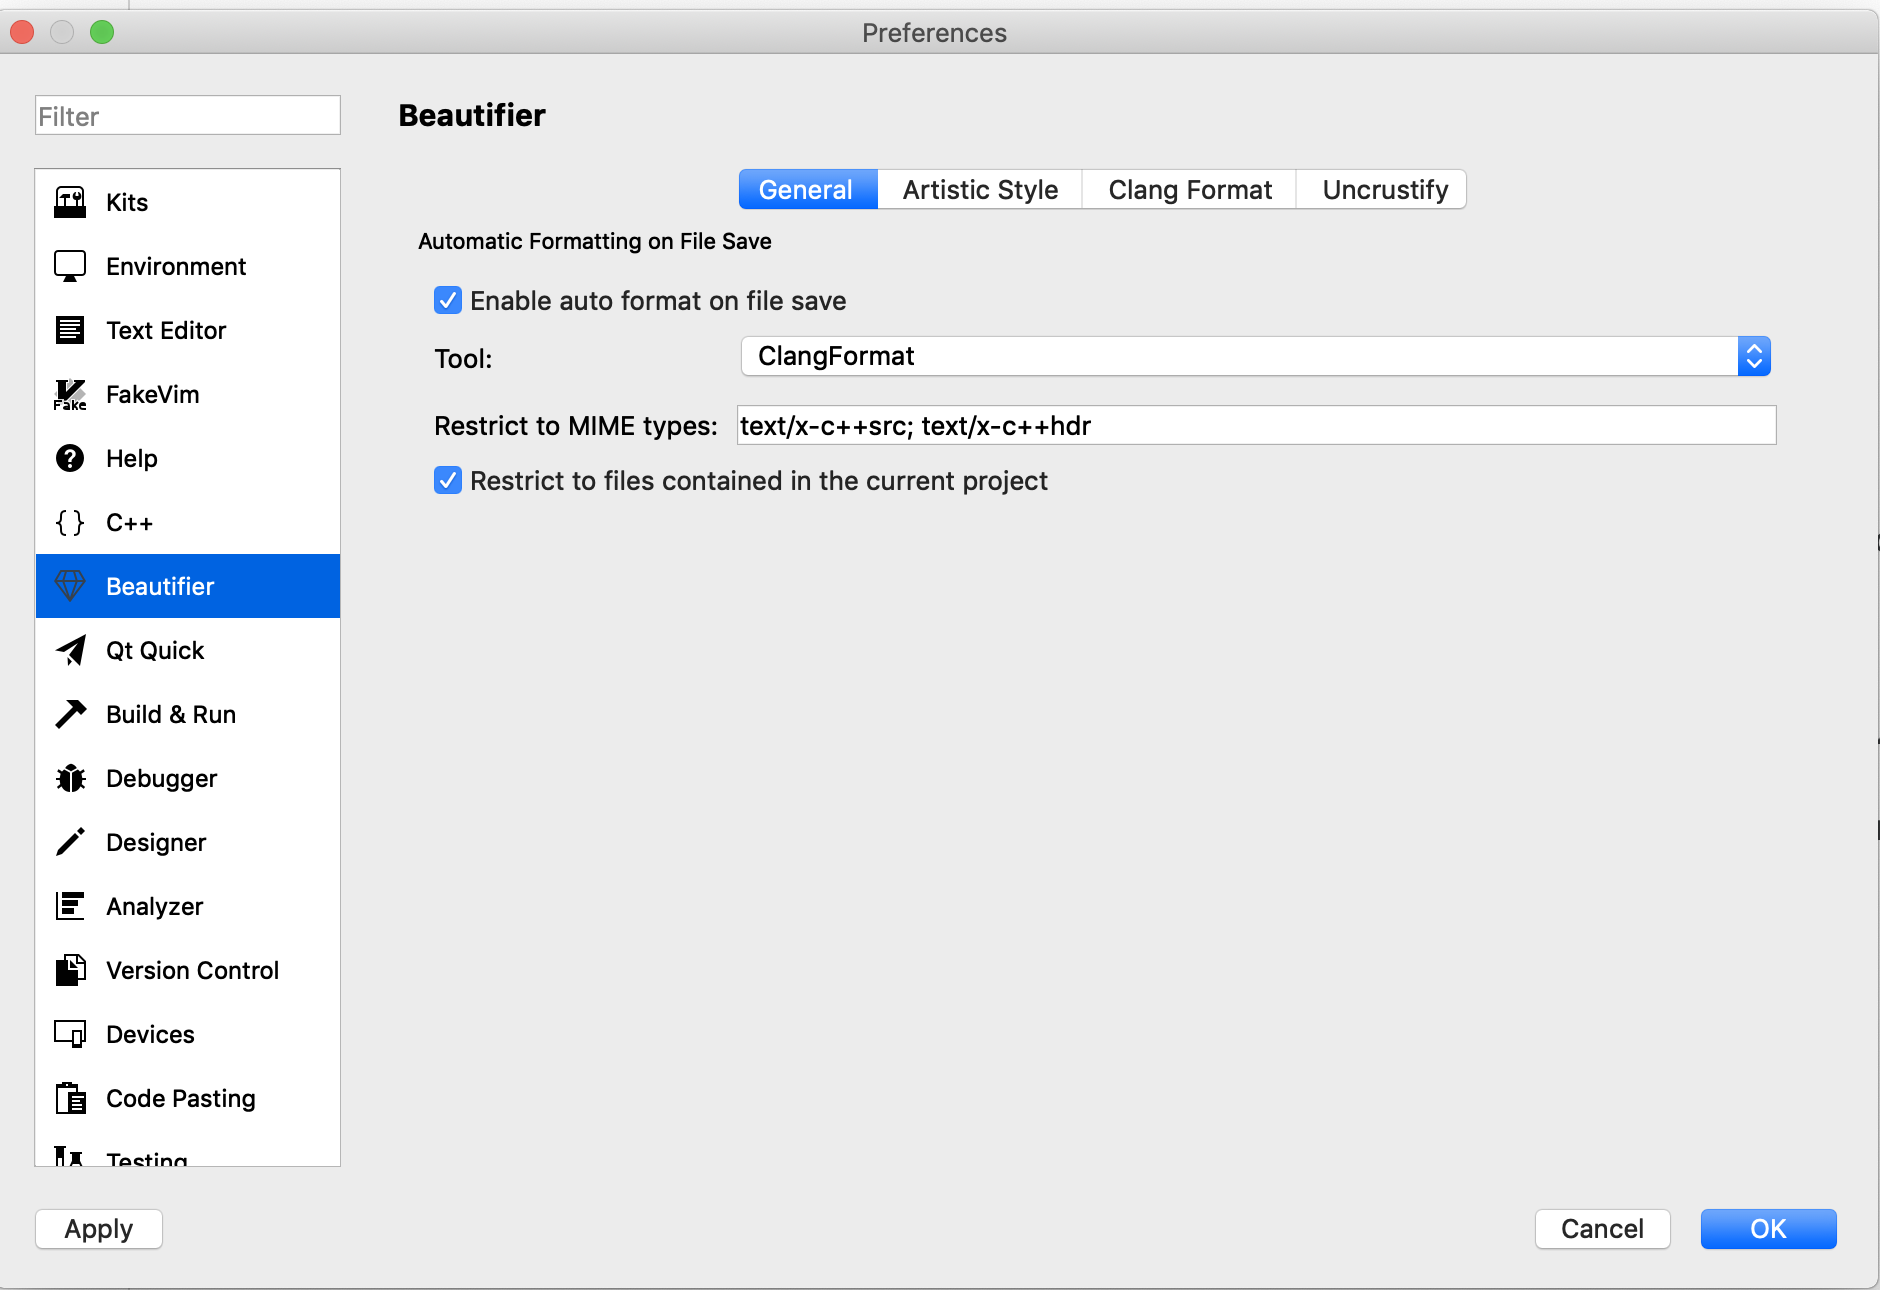 Preferences
Filter
Kits
Environment
Text Editor
Fake
FakeVim
Help
C++
Beautifier
Qt Quick
Build & Run
Debugger
Designer
Analyzer
Version Control
Devices
Code Pasting
Testing
Beautifier
General
Artistic Style
Clang Format
Uncrustify
Automatic Formatting on File Save
Enable auto format on file save
Tool:
ClangFormat
Restrict to MIME types:
text/x-c++src; text/x-c++hdr
Restrict to files contained in the current project
Apply
Cancel
OK